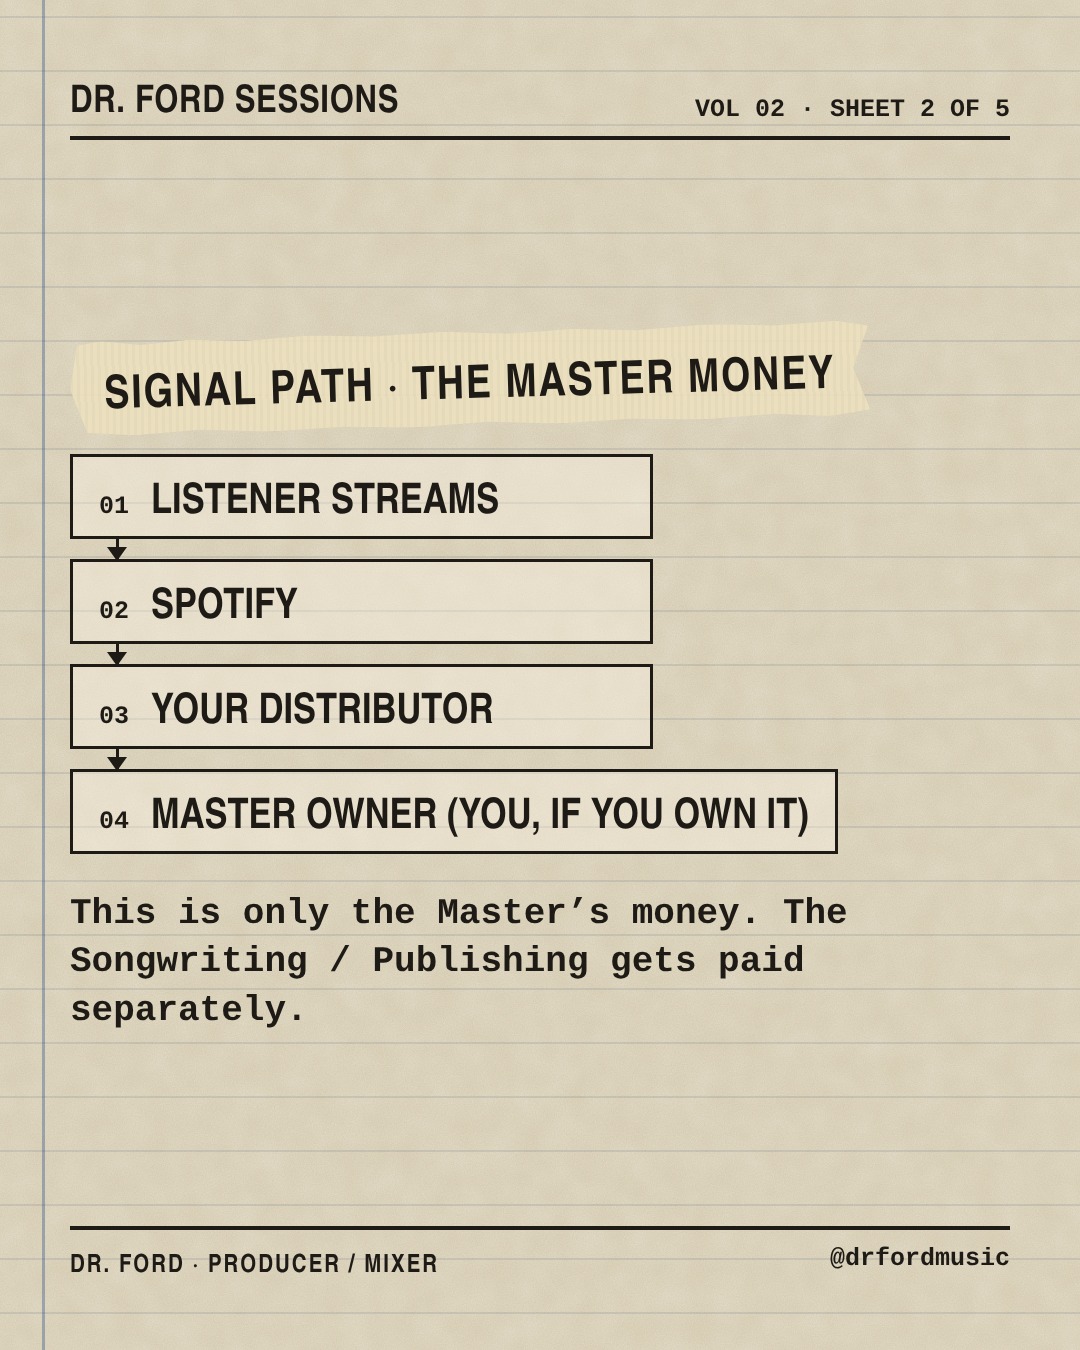 DR. FORD SESSIONS
VOL 02 · SHEET 2 OF 5
SIGNAL PATH · THE MASTER MONEY
01 LISTENER STREAMS
02 SPOTIFY
03 YOUR DISTRIBUTOR
04 MASTER OWNER (YOU, IF YOU OWN IT)
This is only the Master’s money. The
Songwriting / Publishing gets paid
separately.
DR. FORD · PRODUCER / MIXER
@drfordmusic